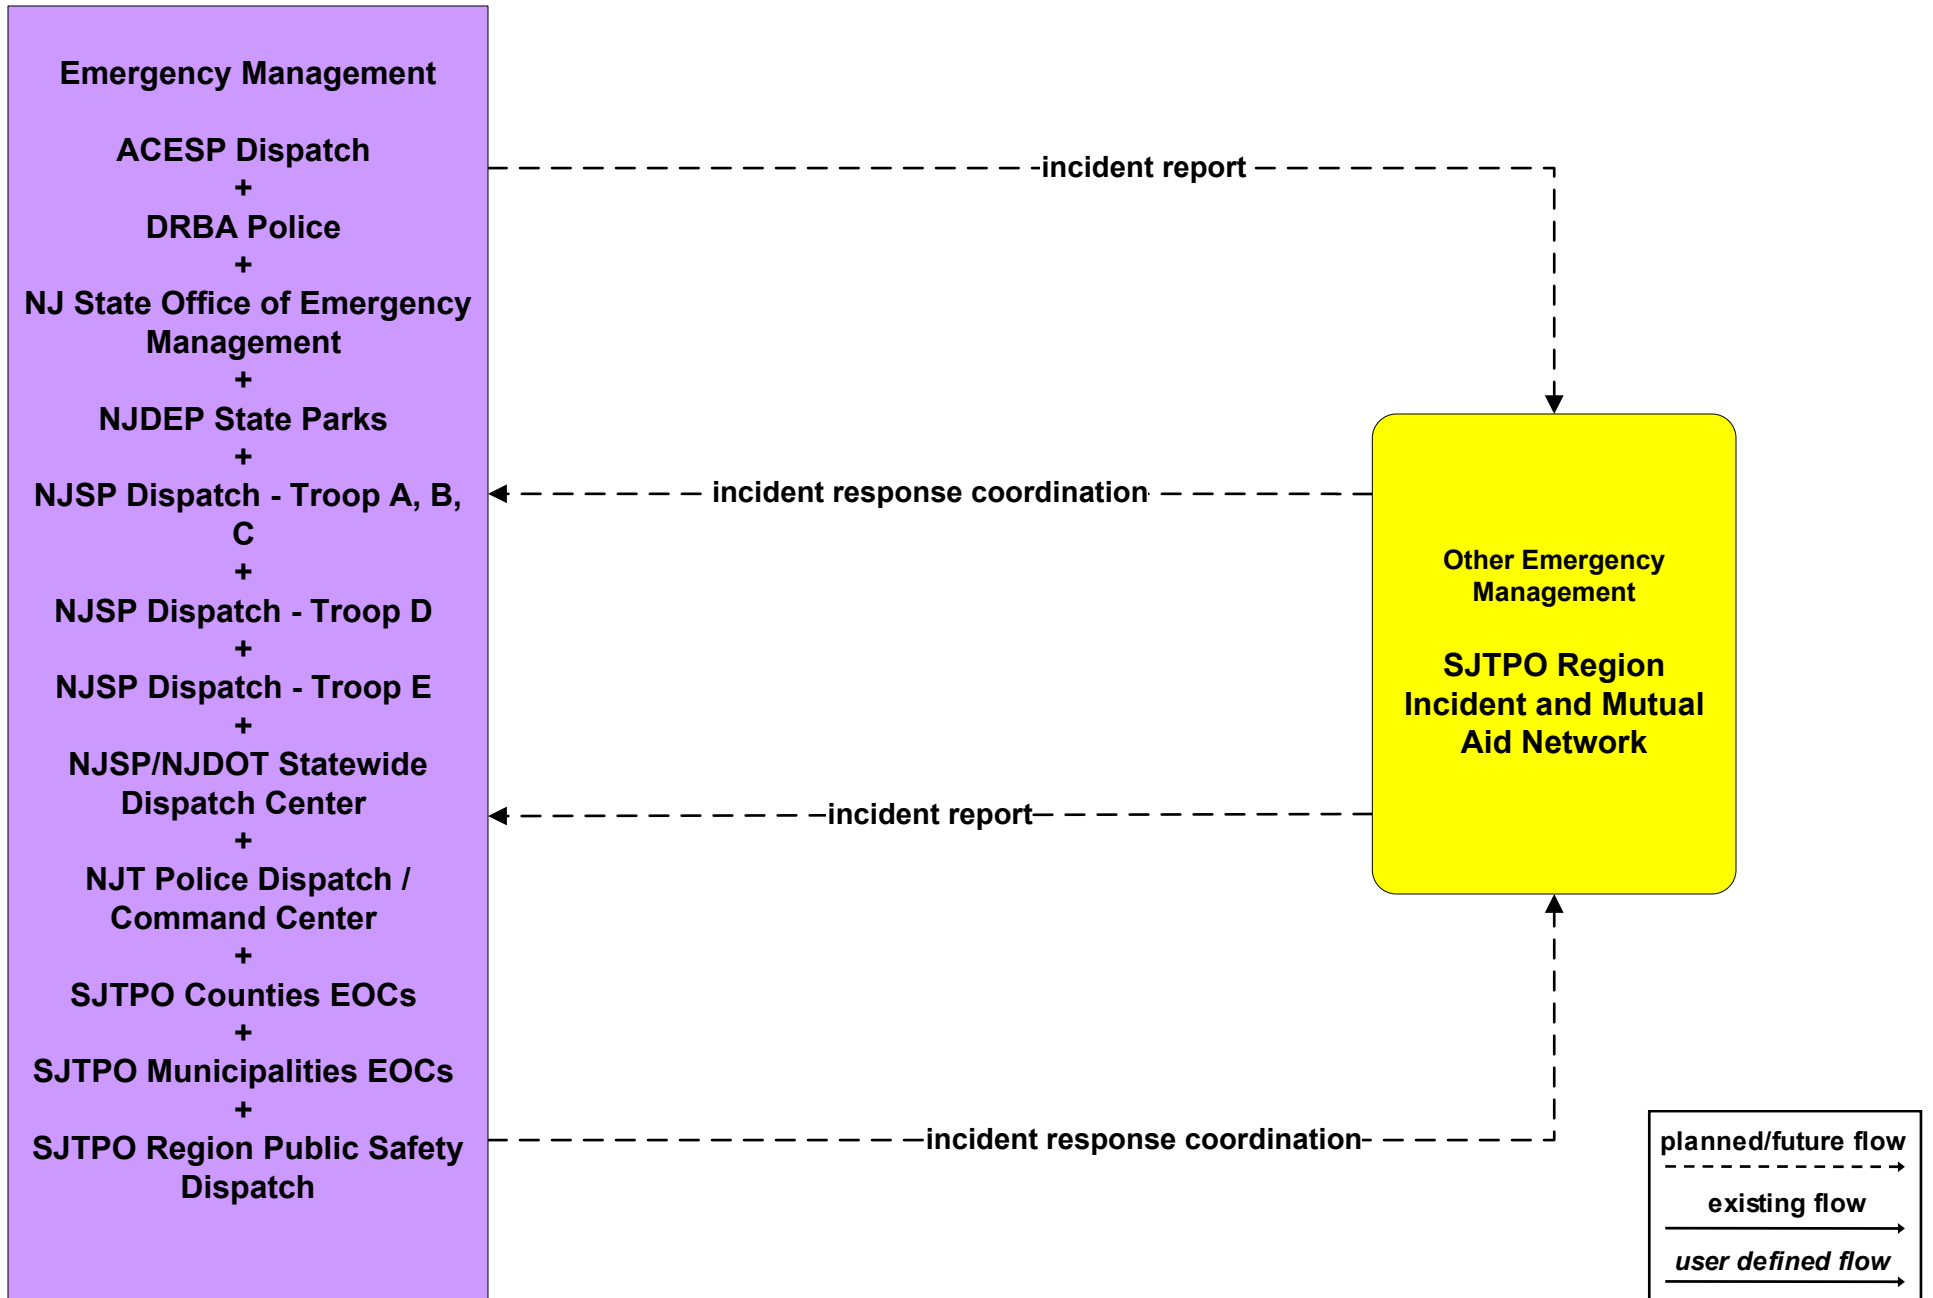 Emergency Management
ACESP Dispatch
+
DRBA Police
+
NJ State Office of Emergency
Management
+
NJDEP State Parks
+
NJSP Dispatch - Troop A, B,
C
+
NJSP Dispatch - Troop D
+
NJSP Dispatch - Troop E
+
NJSP/NJDOT Statewide
Dispatch Center
+
NJT Police Dispatch /
Command Center
+
SJTPO Counties EOCs
+
SJTPO Municipalities EOCs
+
SJTPO Region Public Safety
Dispatch
incident report
incident response coordination
incident report
incident response coordination
Other Emergency
Management
SJTPO Region
Incident and Mutual
Aid Network
planned/future flow
existing flow
user defined flow